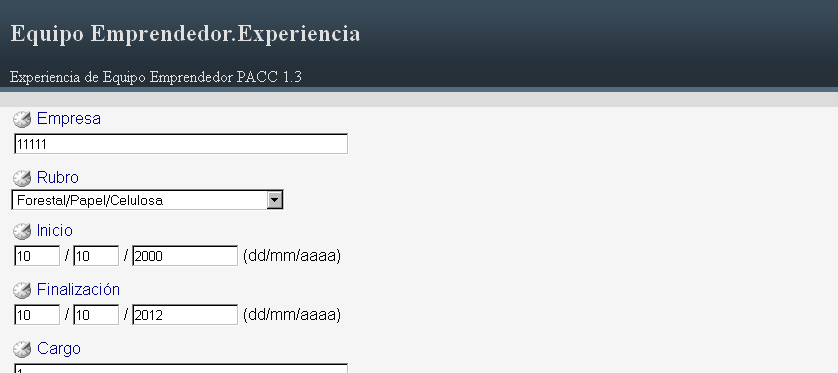 Equipo Emprendedor.Experiencia
Experiencia de Equipo Emprendedor PACC 1.3
Empresa
11111
Rubro
Forestal/Papel/Celulosa
Inicio
10 / 10 / 2000 (dd/mm/aaaa)
Finalización
10 / 10 / 2012 (dd/mm/aaaa)
Cargo